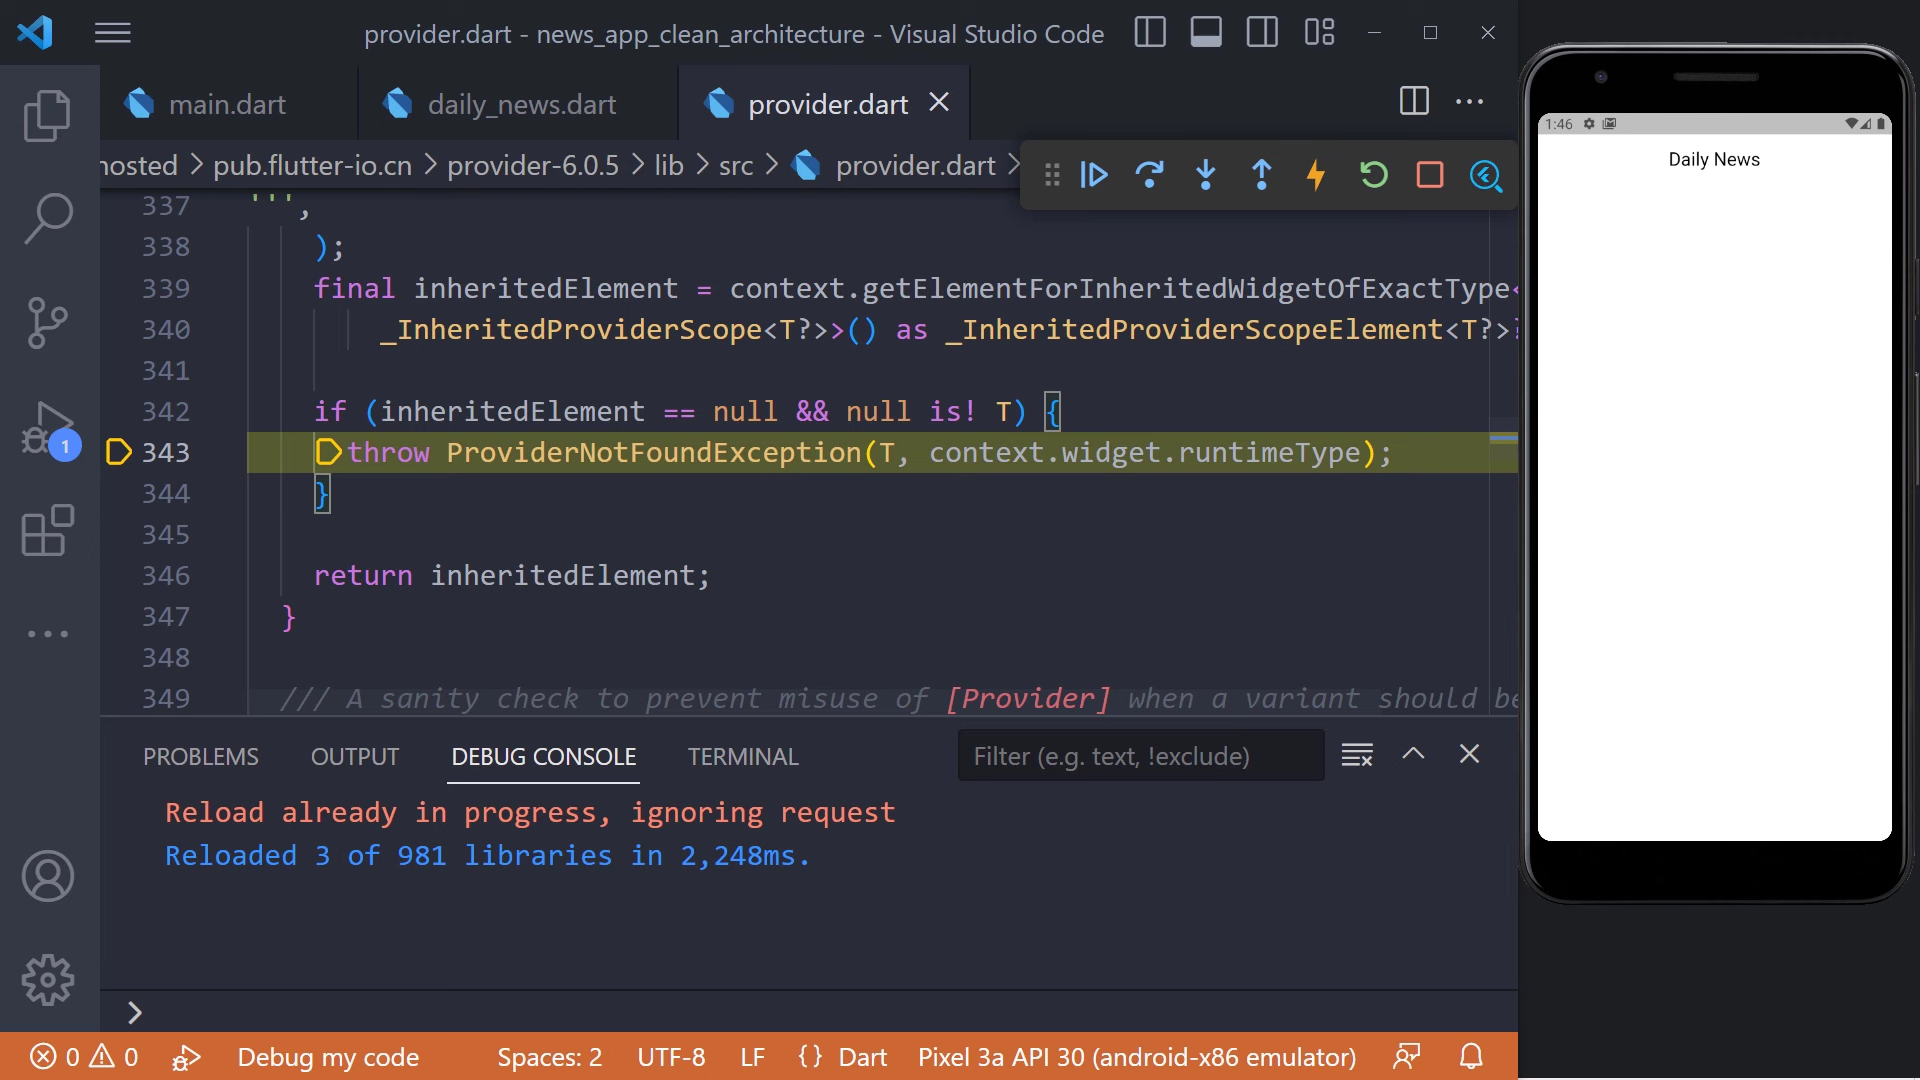 provider.dart - news_app_clean_architecture - Visual Studio Code
main.dart
daily_news.dart
provider.dart
hosted > pub.flutter-io.cn > provider-6.0.5 > lib > src > provider.dart >
337 ''',
338 );
339 final inheritedElement = context.getElementForInheritedWidgetOfExactType<
340 _InheritedProviderScope<T?>>() as _InheritedProviderScopeElement<T?>?
341
342 if (inheritedElement == null && null is! T) {
343 throw ProviderNotFoundException(T, context.widget.runtimeType);
344 }
345
346 return inheritedElement;
347 }
348
349 /// A sanity check to prevent misuse of [Provider] when a variant should be
1
PROBLEMS
OUTPUT
DEBUG CONSOLE
TERMINAL
Filter (e.g. text, !exclude)
Reload already in progress, ignoring request
Reloaded 3 of 981 libraries in 2,248ms.
>
0 0
Debug my code
Spaces: 2
UTF-8
LF
{} Dart
Pixel 3a API 30 (android-x86 emulator)
1:46
Daily News